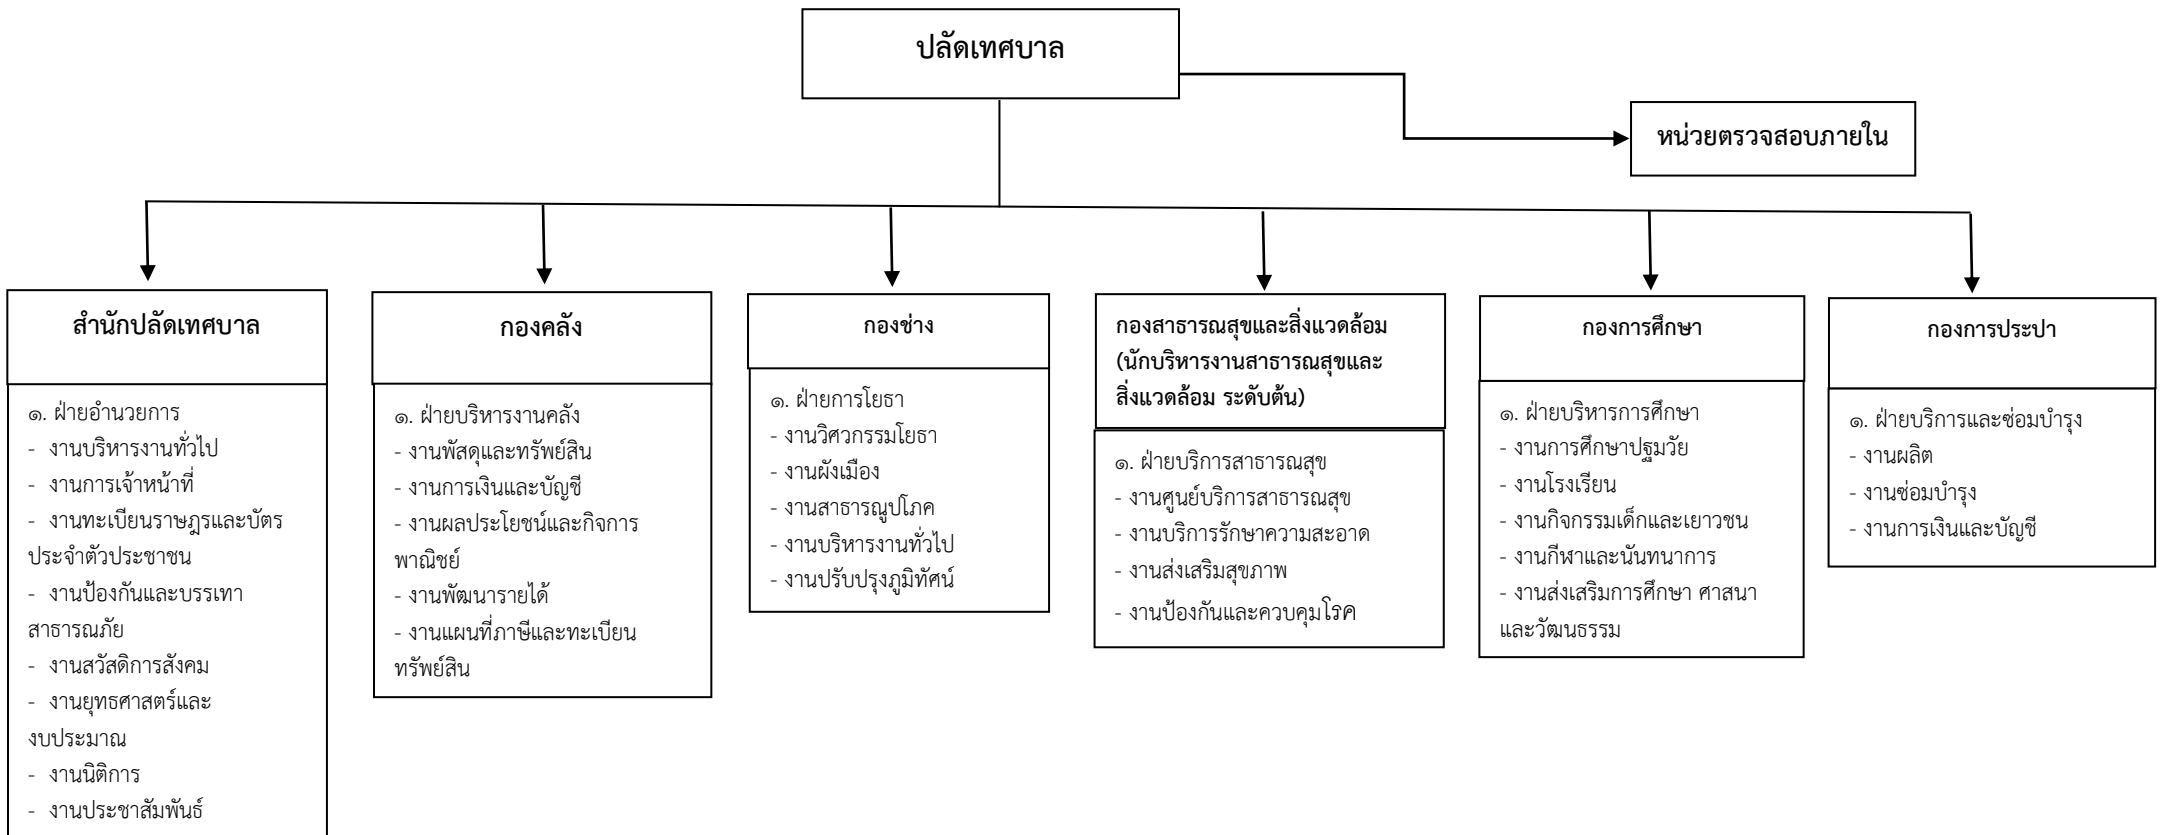 ปลัดเทศบาล
หน่วยตรวจสอบภายใน
สำนักปลัดเทศบาล
๑. ฝ่ายอำนวยการ
- งานบริหารงานทั่วไป
- งานการเจ้าหน้าที่
- งานทะเบียนราษฎรและบัตร
ประจำตัวประชาชน
- งานป้องกันและบรรเทา
สาธารณภัย
- งานสวัสดิการสังคม
- งานยุทธศาสตร์และ
งบประมาณ
- งานนิติการ
- งานประชาสัมพันธ์
กองคลัง
๑. ฝ่ายบริหารงานคลัง
- งานพัสดุและทรัพย์สิน
- งานการเงินและบัญชี
- งานผลประโยชน์และกิจการ
พาณิชย์
- งานพัฒนารายได้
- งานแผนที่ภาษีและทะเบียน
ทรัพย์สิน
กองช่าง
๑. ฝ่ายการโยธา
- งานวิศวกรรมโยธา
- งานผังเมือง
- งานสาธารณูปโภค
- งานบริหารงานทั่วไป
- งานปรับปรุงภูมิทัศน์
กองสาธารณสุขและสิ่งแวดล้อม
(นักบริหารงานสาธารณสุขและ
สิ่งแวดล้อม ระดับต้น)
๑. ฝ่ายบริการสาธารณสุข
- งานศูนย์บริการสาธารณสุข
- งานบริการรักษาความสะอาด
- งานส่งเสริมสุขภาพ
- งานป้องกันและควบคุมโรค
กองการศึกษา
๑. ฝ่ายบริหารการศึกษา
- งานการศึกษาปฐมวัย
- งานโรงเรียน
- งานกิจกรรมเด็กและเยาวชน
- งานกีฬาและนันทนาการ
- งานส่งเสริมการศึกษา ศาสนา
และวัฒนธรรม
กองการประปา
๑. ฝ่ายบริการและซ่อมบำรุง
- งานผลิต
- งานซ่อมบำรุง
- งานการเงินและบัญชี